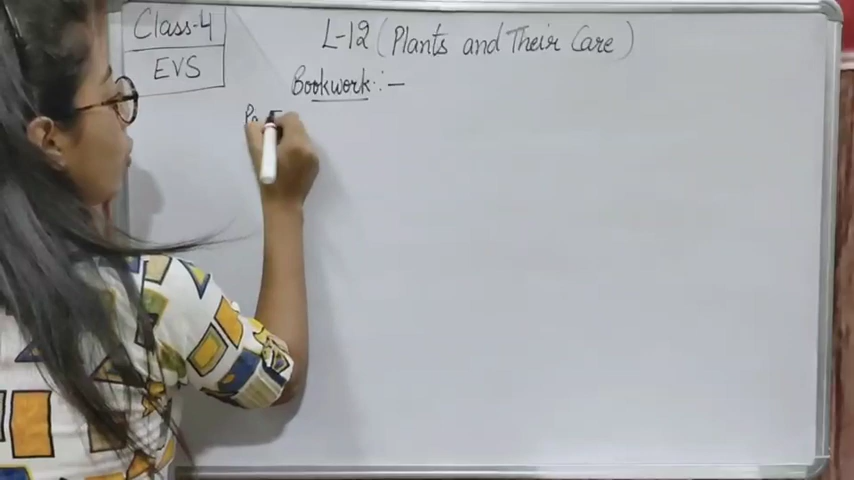 Class-4
EVS
L-12 (Plants and Their Care)
Bookwork:-